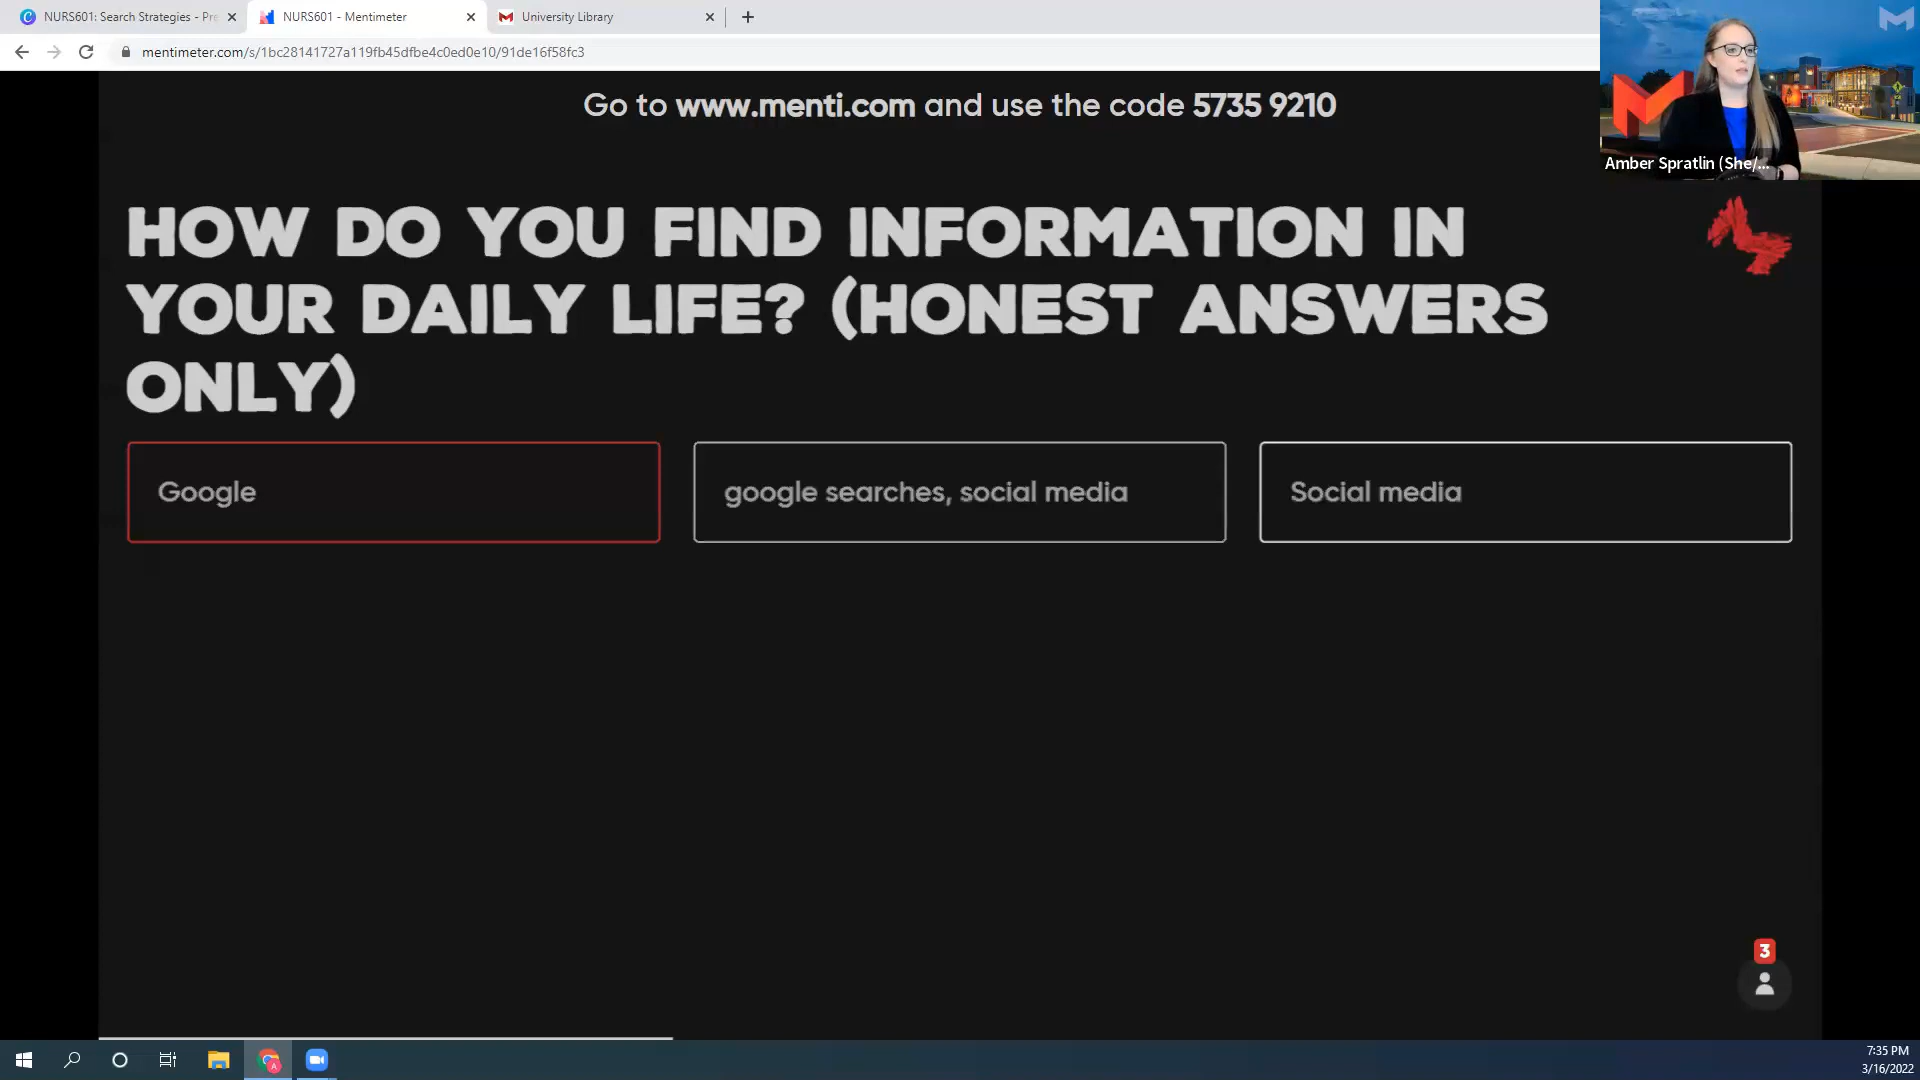 NURS601: Search Strategies - Pre
NURS601 - Mentimeter
University Library
mentimeter.com/s/1bc28141727a119fb45dfbe4c0ed0e10/91de16f58fc3
Go to www.menti.com and use the code 5735 9210
Amber Spratlin (She/...
HOW DO YOU FIND INFORMATION IN
YOUR DAILY LIFE? (HONEST ANSWERS
ONLY)
Google
google searches, social media
Social media
3
7:35 PM
3/16/2022